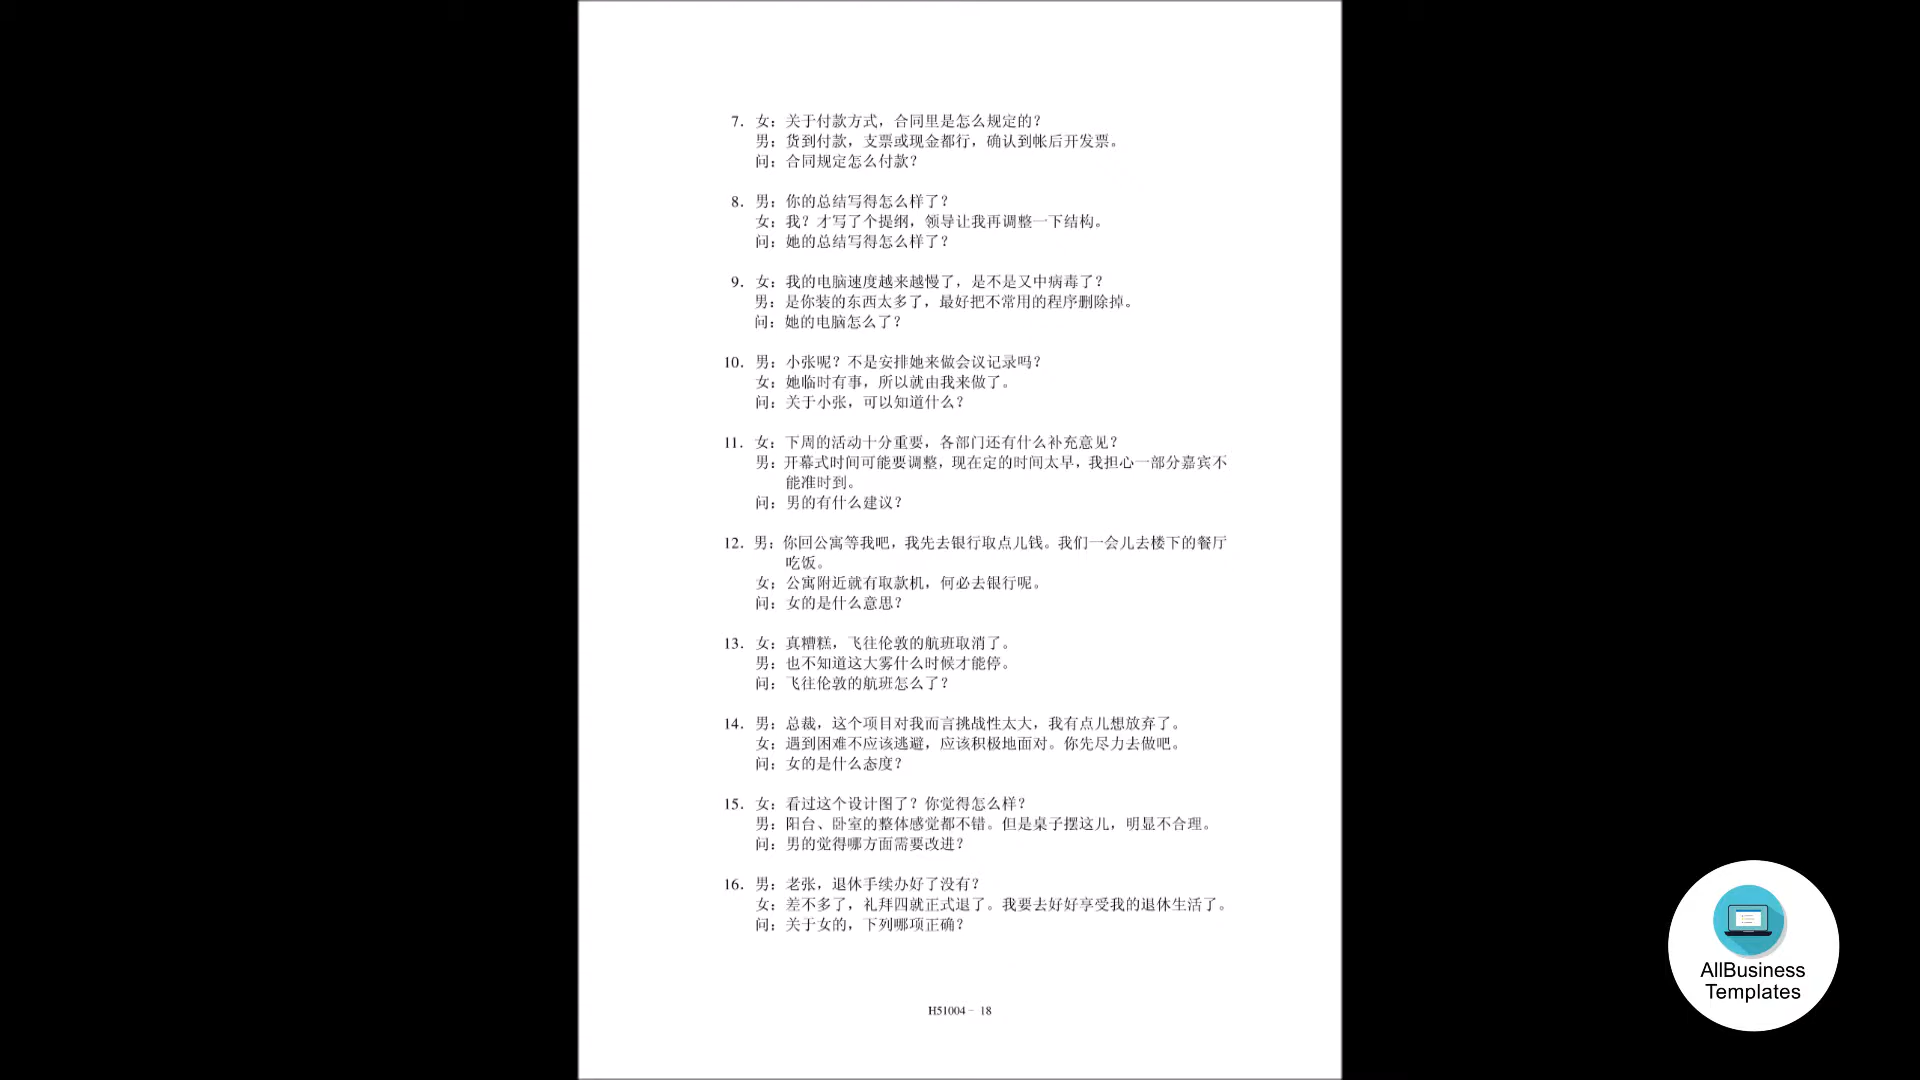 7. 女：关于付款方式，合同里是怎么规定的？
男：货到付款，支票或现金都行，确认到帐后开发票。
问：合同规定怎么付款？
8. 男：你的总结写得怎么样了？
女：我？才写了个提纲，领导让我再调整一下结构。
问：她的总结写得怎么样了？
9. 女：我的电脑速度越来越慢了，是不是又中病毒了？
男：是你装的东西太多了，最好把不常用的程序删除掉。
问：她的电脑怎么了？
10. 男：小张呢？不是安排她来做会议记录吗？
女：她临时有事，所以就由我来做了。
问：关于小张，可以知道什么？
11. 女：下周的活动十分重要，各部门还有什么补充意见？
男：开幕式时间可能要调整，现在定的时间太早，我担心一部分嘉宾不
能准时到。
问：男的有什么建议？
12. 男：你回公寓等我吧，我先去银行取点儿钱。我们一会儿去楼下的餐厅
吃饭。
女：公寓附近就有取款机，何必去银行呢。
问：女的是什么意思？
13. 女：真糟糕，飞往伦敦的航班取消了。
男：也不知道这大雾什么时候才能停。
问：飞往伦敦的航班怎么了？
14. 男：总裁，这个项目对我而言挑战性太大，我有点儿想放弃了。
女：遇到困难不应该逃避，应该积极地面对。你先尽力去做吧。
问：女的是什么态度？
15. 女：看过这个设计图了？你觉得怎么样？
男：阳台、卧室的整体感觉都不错。但是桌子摆这儿，明显不合理。
问：男的觉得哪方面需要改进？
16. 男：老张，退休手续办好了没有？
女：差不多了，礼拜四就正式退了。我要去好好享受我的退休生活了。
问：关于女的，下列哪项正确？
H51004 - 18
AllBusiness
Templates